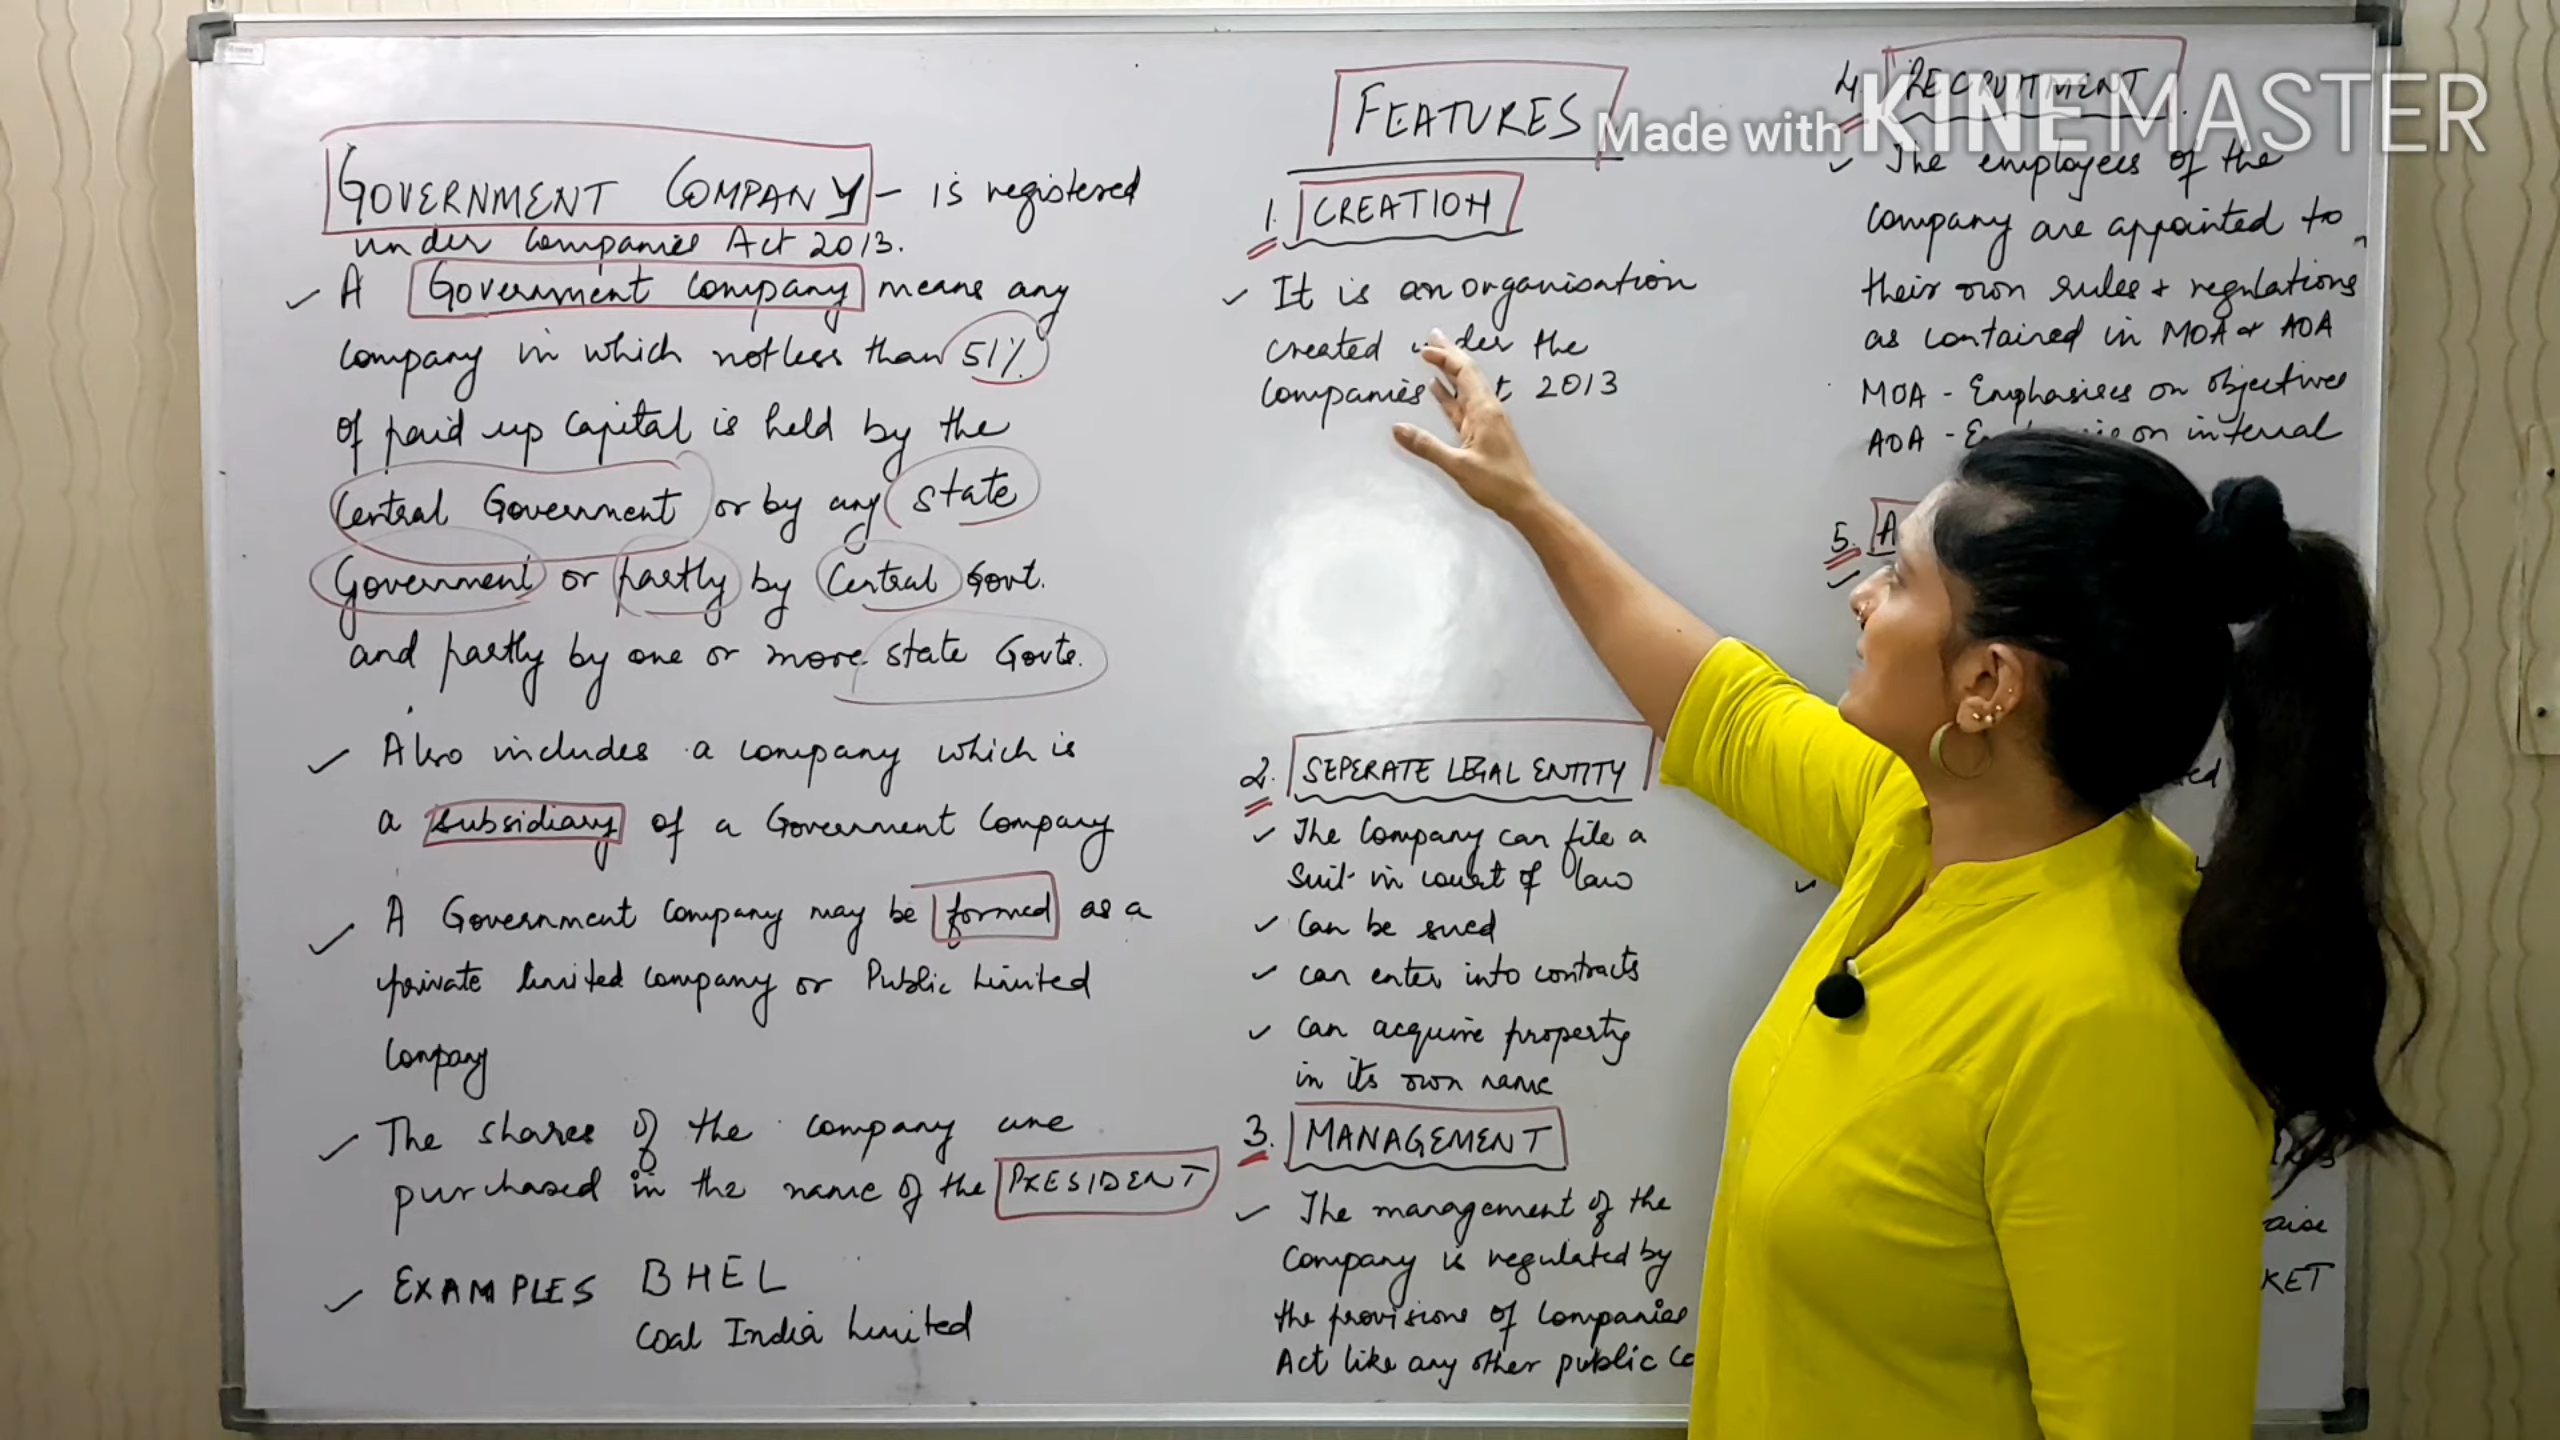 GOVERNMENT COMPANY - is registered
under Companies Act 2013.
A Government Company means any
company in which not less than 51%
of paid up capital is held by the
Central Government or by any state
Government or partly by Central Govt.
and partly by one or more state Govts.
Also includes a company which is
a subsidiary of a Government Company
A Government Company may be formed as a
private limited company or Public Limited
Company
The shares of the company are
purchased in the name of the PRESIDENT
EXAMPLES BHEL
Coal India Limited
FEATURES
1. CREATION
It is an organisation
created under the
Companies Act 2013
2. SEPERATE LEGAL ENTITY
The Company can file a
suit in court of law
Can be sued
can enter into contracts
Can acquire property
in its own name
3. MANAGEMENT
The management of the
Company is regulated by
the provisions of Companies
Act like any other public Co
4. RECRUITMENT
Made with KINEMASTER
The employees of the
company are appointed to
their own rules & regulations
as contained in MOA & AOA
MOA - Emphasises on objectives
AOA - on internal
5. A
KET